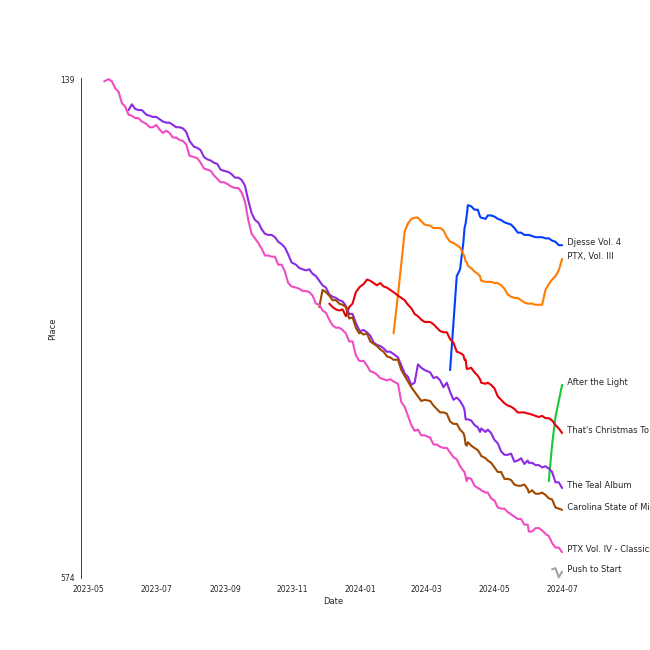 139
574
Place
2023-05
2023-07
2023-09
2023-11
2024-01
2024-03
2024-05
2024-07
Date
Djesse Vol. 4
PTX, Vol. III
After the Light
That's Christmas To
The Teal Album
Carolina State of Mi
PTX Vol. IV - Classic
Push to Start